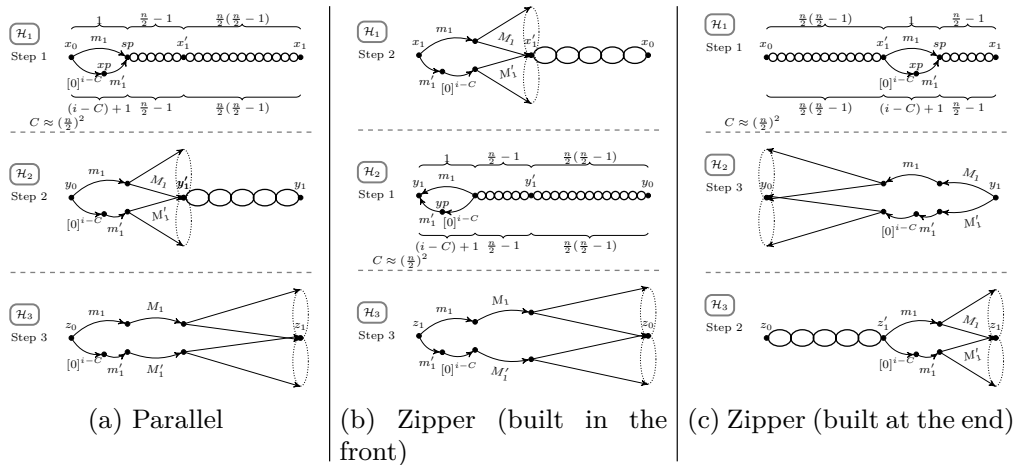 H₁
Step 1
1 n/2 − 1 n/2(n/2 − 1)
x₀ m₁ sp x′₁ x₁
xp
[0]^{i−C} m′₁
(i − C) + 1 n/2 − 1 n/2(n/2 − 1)
C ≈ (n/2)²
H₂
Step 2
y₀ m₁ M₁ y′₁ y₁
[0]^{i−C} m′₁ M′₁
H₃
Step 3
z₀ m₁ M₁ z₁
[0]^{i−C} m′₁ M′₁
(a) Parallel
H₁
Step 2
x₁ m₁ M₁ x′₁ x₀
m′₁ [0]^{i−C} M′₁
H₂
Step 1
1 n/2 − 1 n/2(n/2 − 1)
y₁ m₁ y′₁ y₀
yp
m′₁ [0]^{i−C}
(i − C) + 1 n/2 − 1 n/2(n/2 − 1)
C ≈ (n/2)²
H₃
Step 3
z₁ m₁ M₁ z₀
m′₁ [0]^{i−C} M′₁
(b) Zipper (built in the
front)
H₁
Step 1
n/2(n/2 − 1) 1 n/2 − 1
x₀ x′₁ m₁ sp x₁
xp
[0]^{i−C} m′₁
n/2(n/2 − 1) (i − C) + 1 n/2 − 1
C ≈ (n/2)²
H₂
Step 3
y₀ m₁ M₁ y₁
[0]^{i−C} m′₁ M′₁
H₃
Step 2
z₀ z′₁ m₁ M₁ z₁
[0]^{i−C} m′₁ M′₁
(c) Zipper (built at the end)